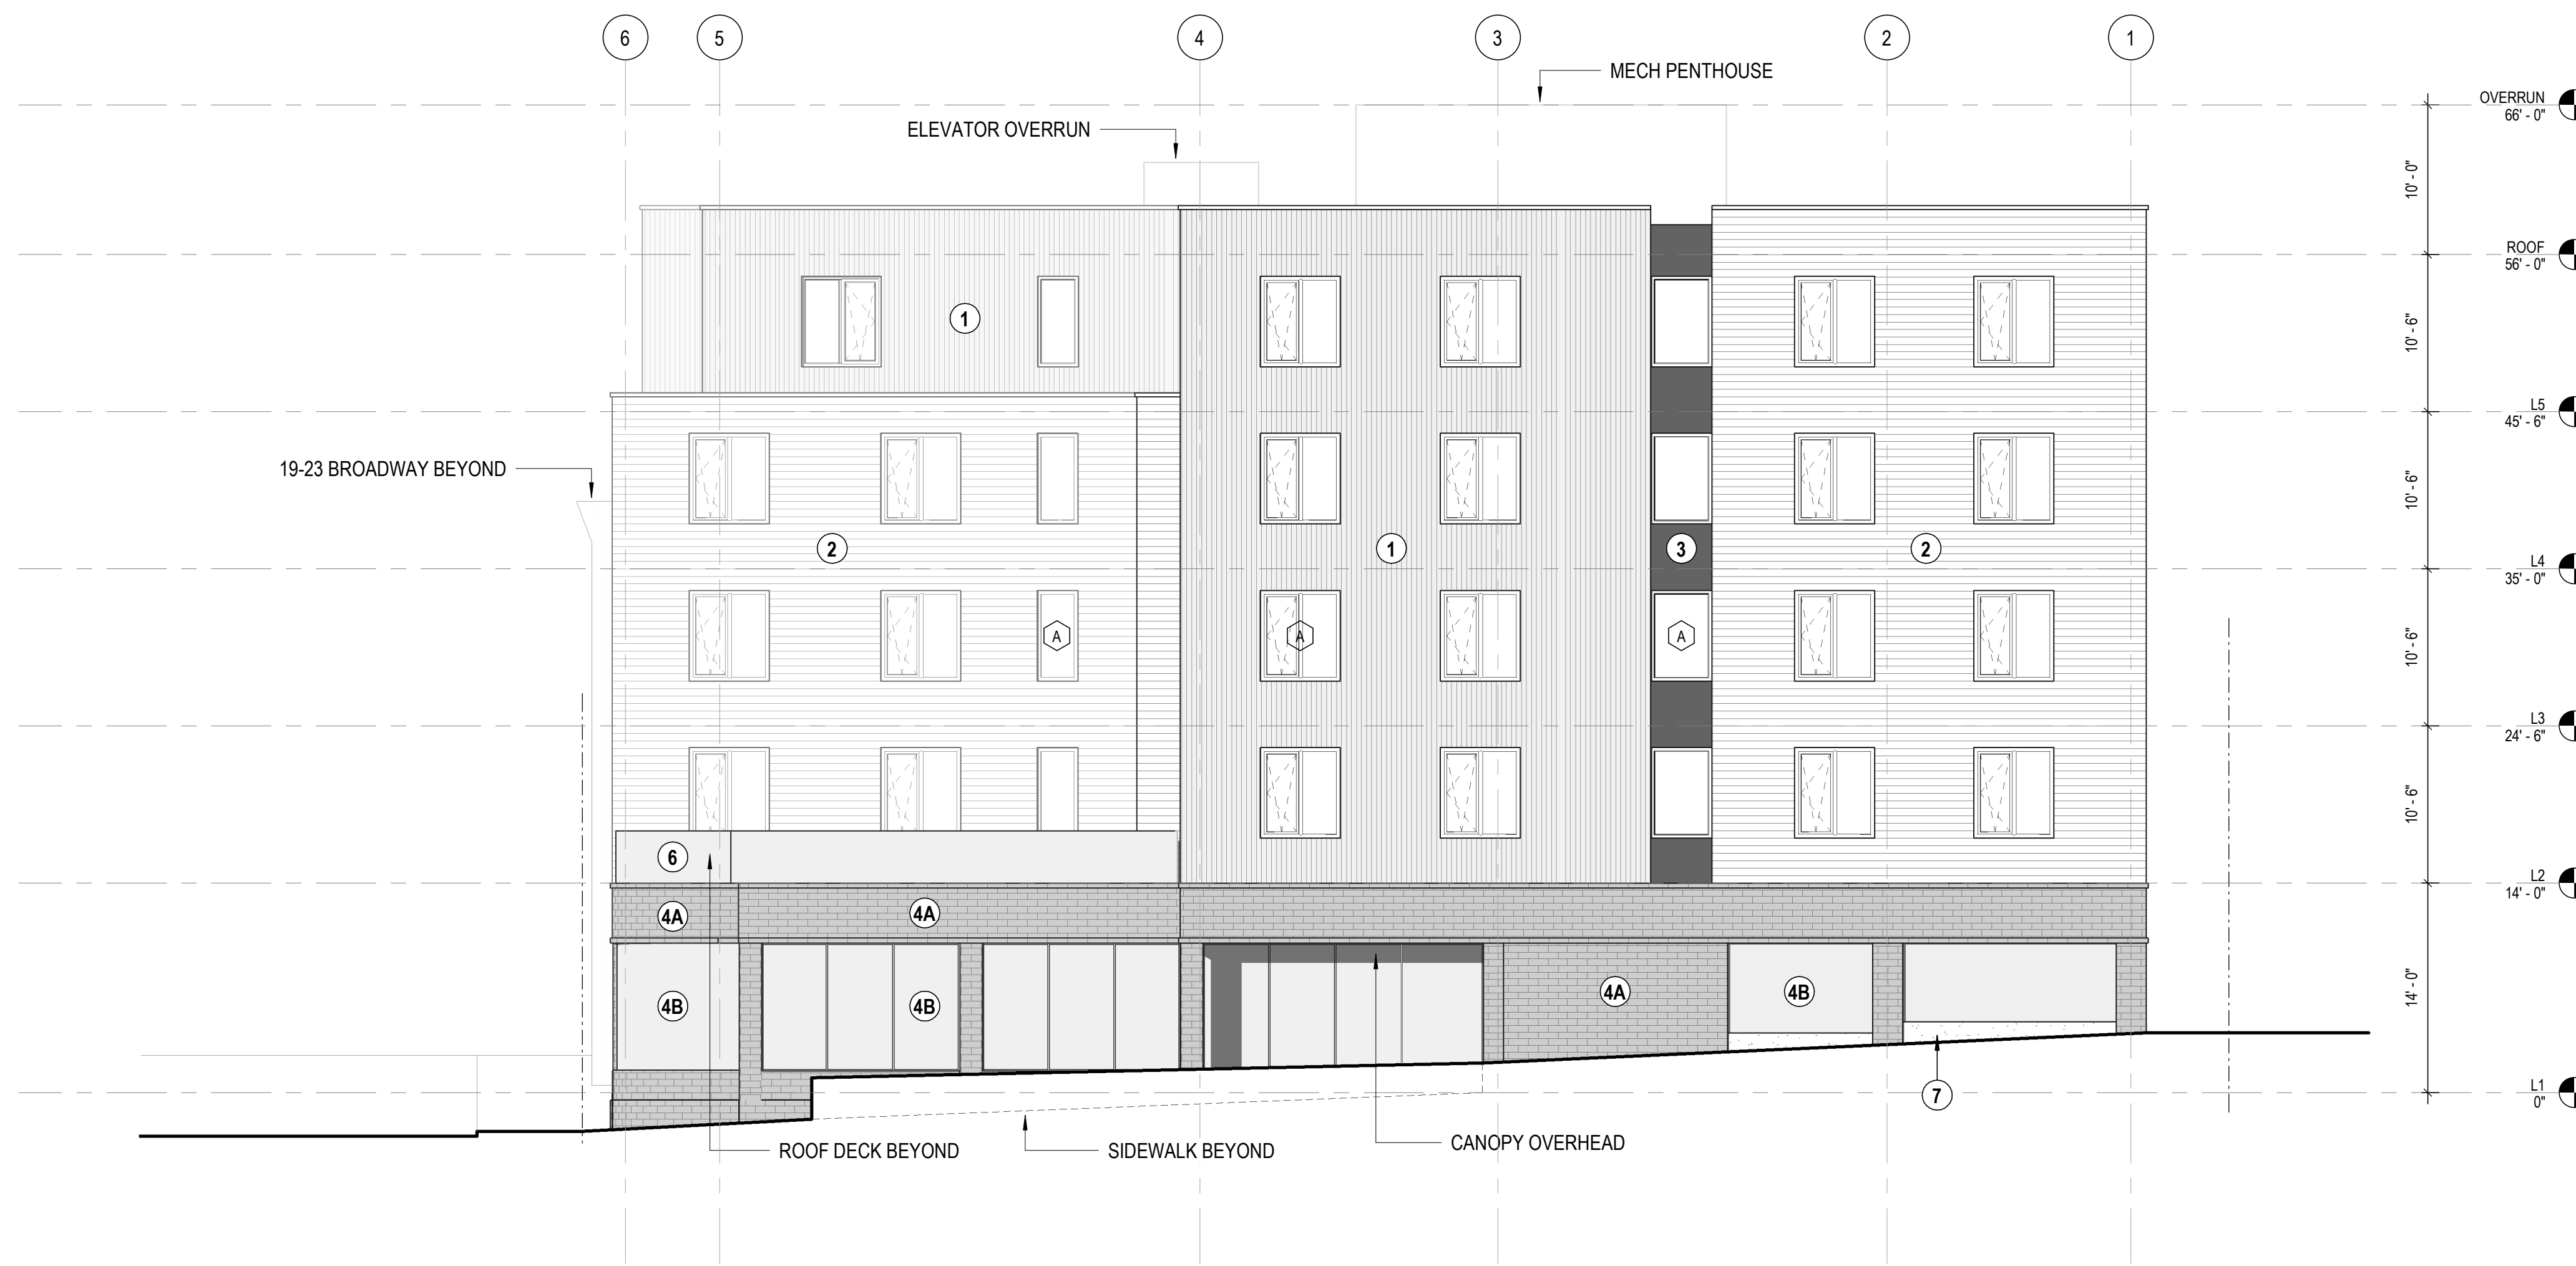 6 5 4 3 2 1
MECH PENTHOUSE
OVERRUN
66' - 0"
ELEVATOR OVERRUN
10' - 0"
ROOF
56' - 0"
1
10' - 6"
L5
45' - 6"
19-23 BROADWAY BEYOND
10' - 6"
2 1 3 2
L4
35' - 0"
A A A
10' - 6"
L3
24' - 6"
10' - 6"
6
L2
14' - 0"
4A 4A
4B 4B 4A 4B
14' - 0"
L1
0"
7
ROOF DECK BEYOND
SIDEWALK BEYOND
CANOPY OVERHEAD